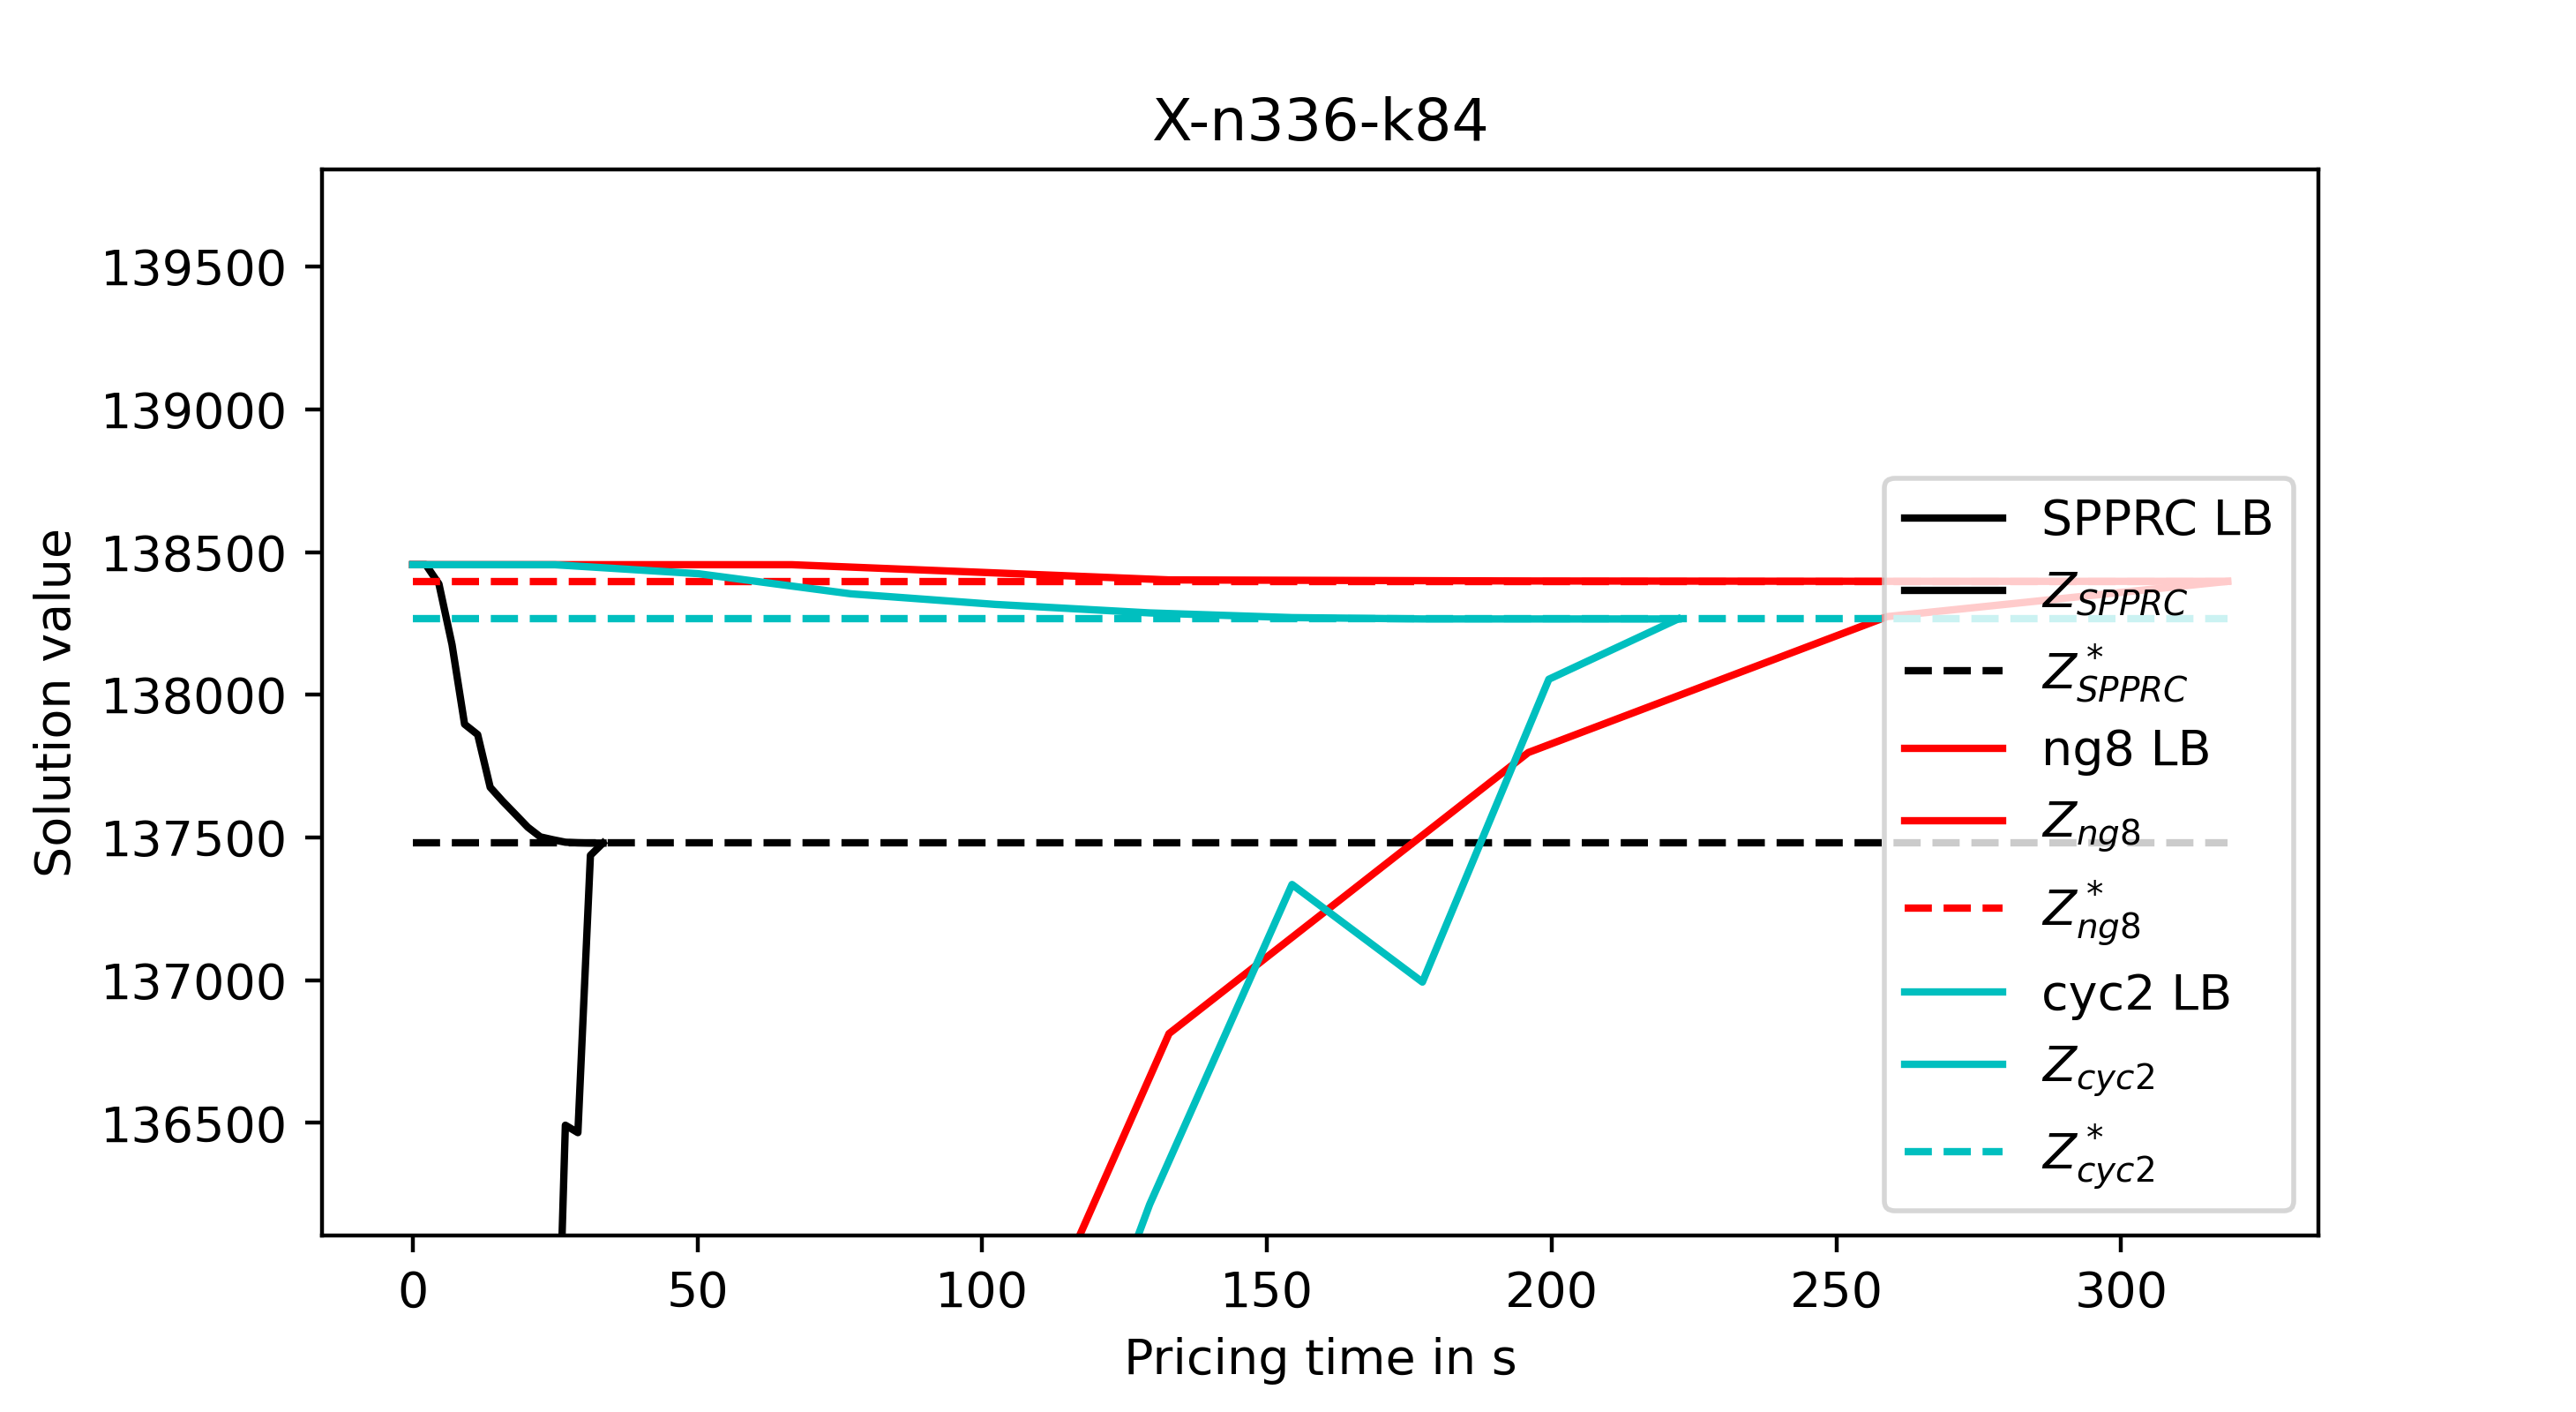 X-n336-k84
Solution value
139500
139000
138500
138000
137500
137000
136500
0 50 100 150 200 250 300
Pricing time in s
SPPRC LB
Z_SPPRC
Z*_SPPRC
ng8 LB
Z_ng8
Z*_ng8
cyc2 LB
Z_cyc2
Z*_cyc2